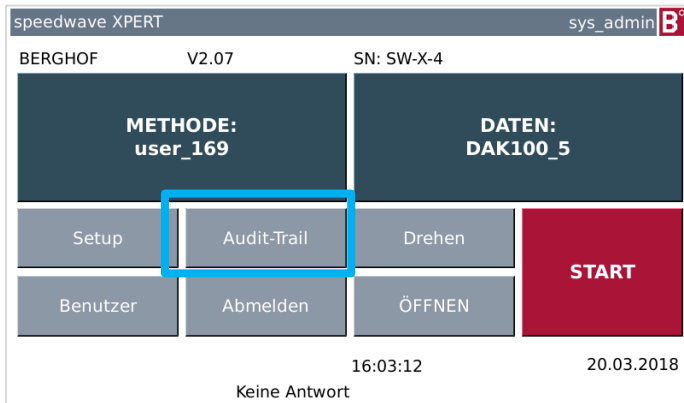 speedwave XPERT sys_admin B°
BERGHOF V2.07 SN: SW-X-4
METHODE:
user_169
DATEN:
DAK100_5
Setup Audit-Trail Drehen
START
Benutzer Abmelden ÖFFNEN
16:03:12 20.03.2018
Keine Antwort